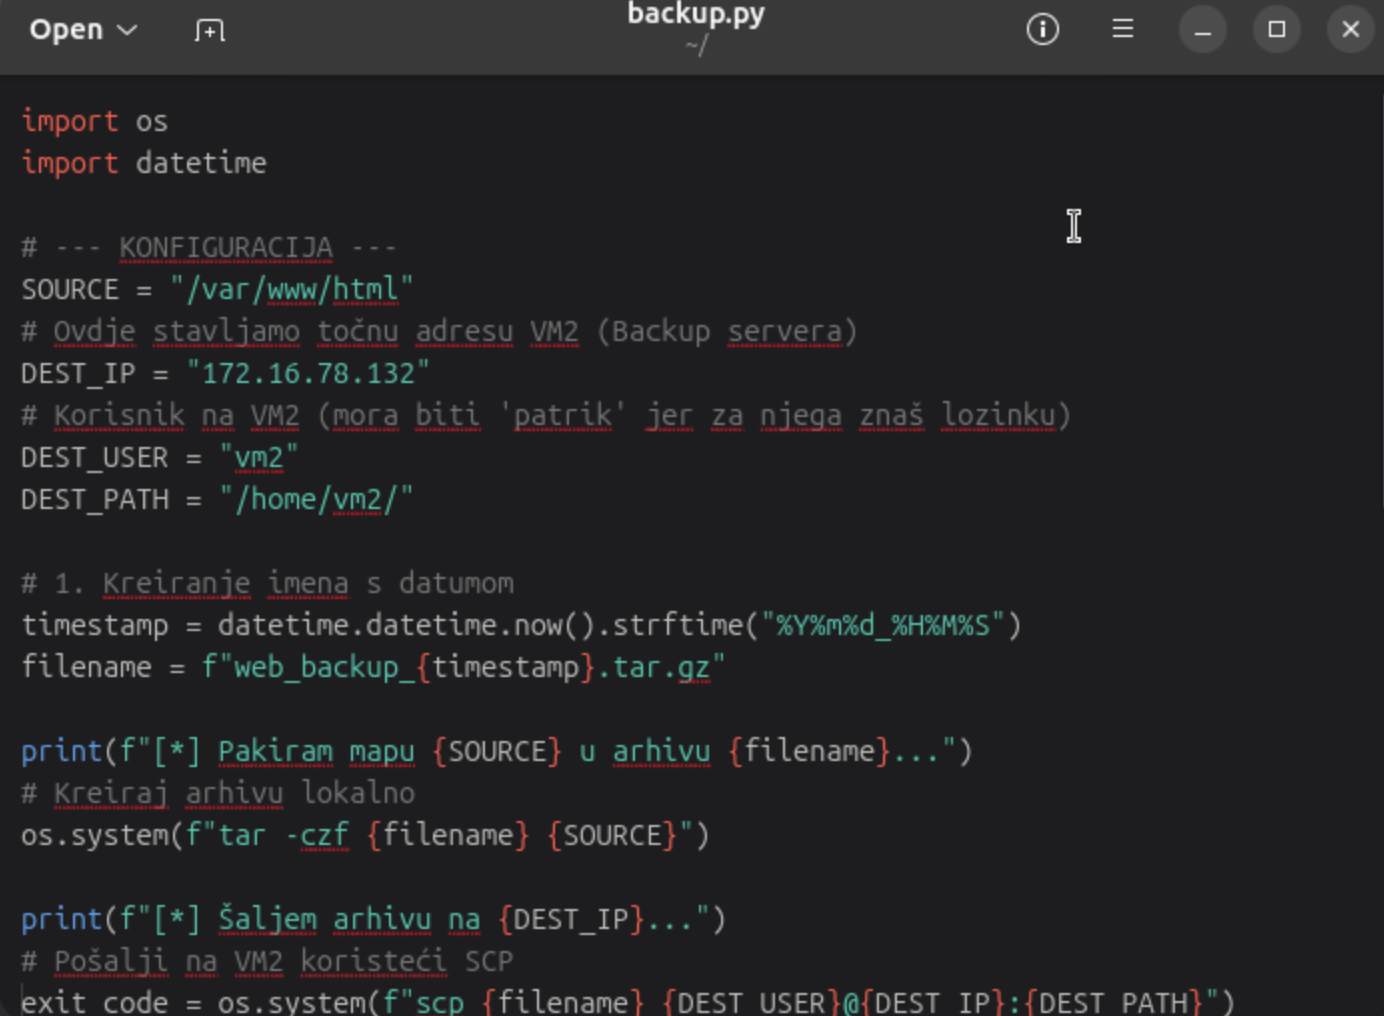 Open
backup.py
~/
import os
import datetime
# --- KONFIGURACIJA ---
SOURCE = "/var/www/html"
# Ovdje stavljamo točnu adresu VM2 (Backup servera)
DEST_IP = "172.16.78.132"
# Korisnik na VM2 (mora biti 'patrik' jer za njega znaš lozinku)
DEST_USER = "vm2"
DEST_PATH = "/home/vm2/"
# 1. Kreiranje imena s datumom
timestamp = datetime.datetime.now().strftime("%Y%m%d_%H%M%S")
filename = f"web_backup_{timestamp}.tar.gz"
print(f"[*] Pakiram mapu {SOURCE} u arhivu {filename}...")
# Kreiraj arhivu lokalno
os.system(f"tar -czf {filename} {SOURCE}")
print(f"[*] Šaljem arhivu na {DEST_IP}...")
# Pošalji na VM2 koristeći SCP
exit_code = os.system(f"scp {filename} {DEST_USER}@{DEST_IP}:{DEST_PATH}")